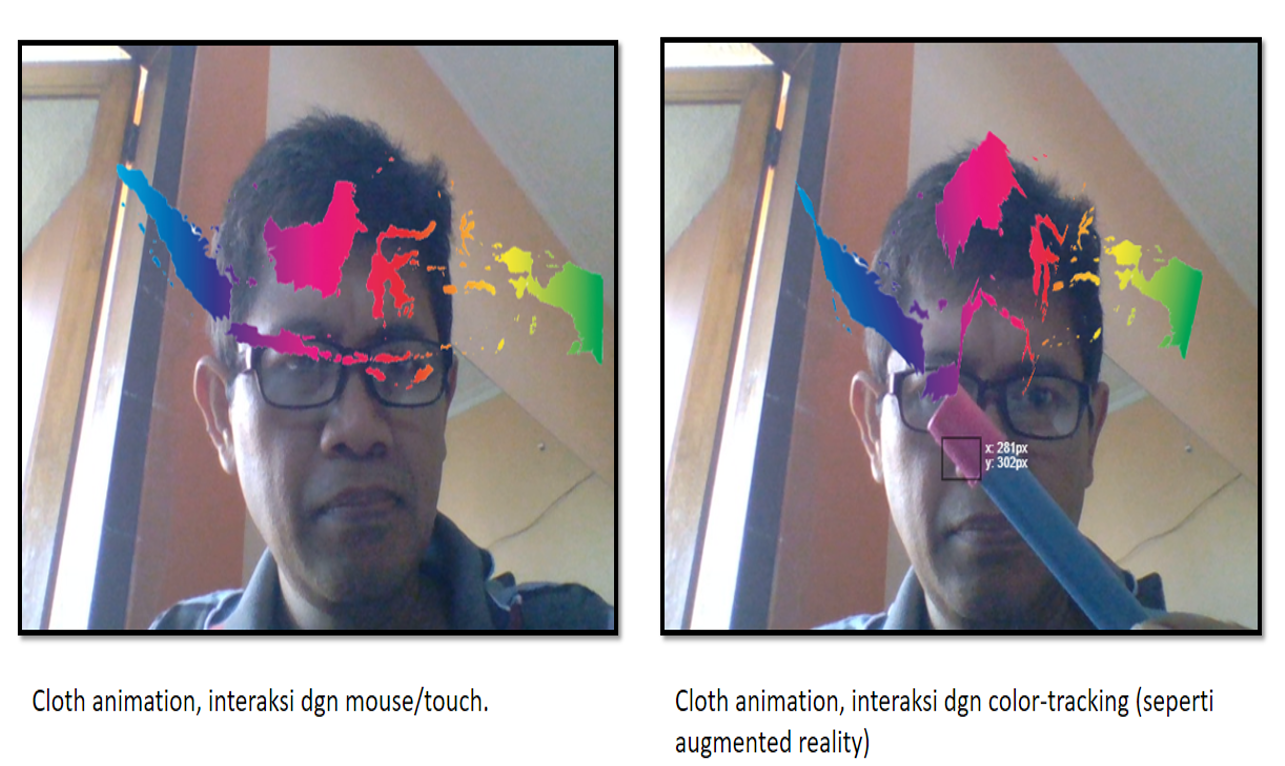 x: 281px
y: 302px
Cloth animation, interaksi dgn mouse/touch.
Cloth animation, interaksi dgn color-tracking (seperti
augmented reality)